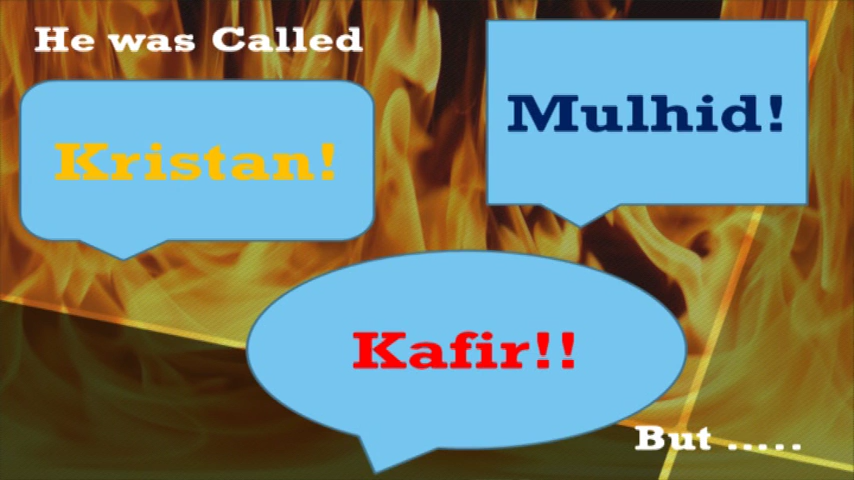 He was Called
Kristan!
Mulhid!
Kafir!!
But .....